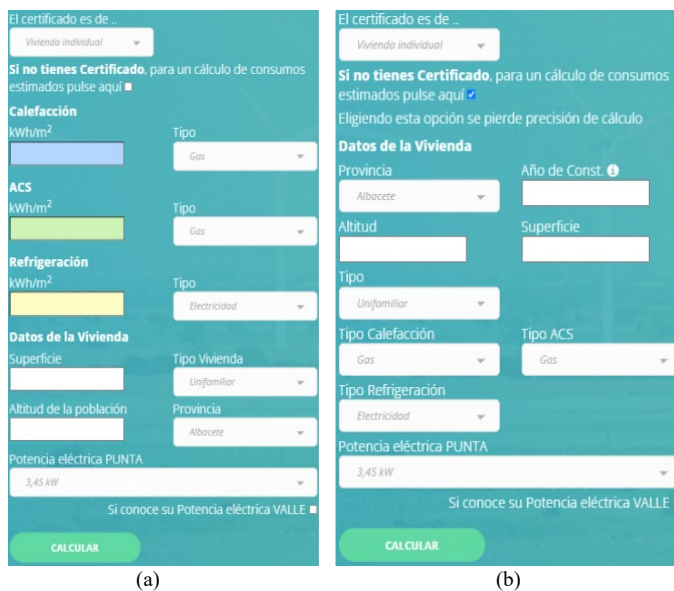 El certificado es de ..
Vivienda individual
Si no tienes Certificado, para un cálculo de consumos
estimados pulse aquí
Calefacción
kWh/m²
Tipo
Gas
ACS
kWh/m²
Tipo
Gas
Refrigeración
kWh/m²
Tipo
Electricidad
Datos de la Vivienda
Superficie
Tipo Vivienda
Unifamiliar
Altitud de la población
Provincia
Albacete
Potencia eléctrica PUNTA
3,45 kW
Si conoce su Potencia eléctrica VALLE
CALCULAR
(a)
El certificado es de ..
Vivienda individual
Si no tienes Certificado, para un cálculo de consumos
estimados pulse aquí
Eligiendo esta opción se pierde precisión de cálculo
Datos de la Vivienda
Provincia
Año de Const.
Albacete
Altitud
Superficie
Tipo
Unifamiliar
Tipo Calefacción
Tipo ACS
Gas
Gas
Tipo Refrigeración
Electricidad
Potencia eléctrica PUNTA
3,45 kW
Si conoce su Potencia eléctrica VALLE
CALCULAR
(b)